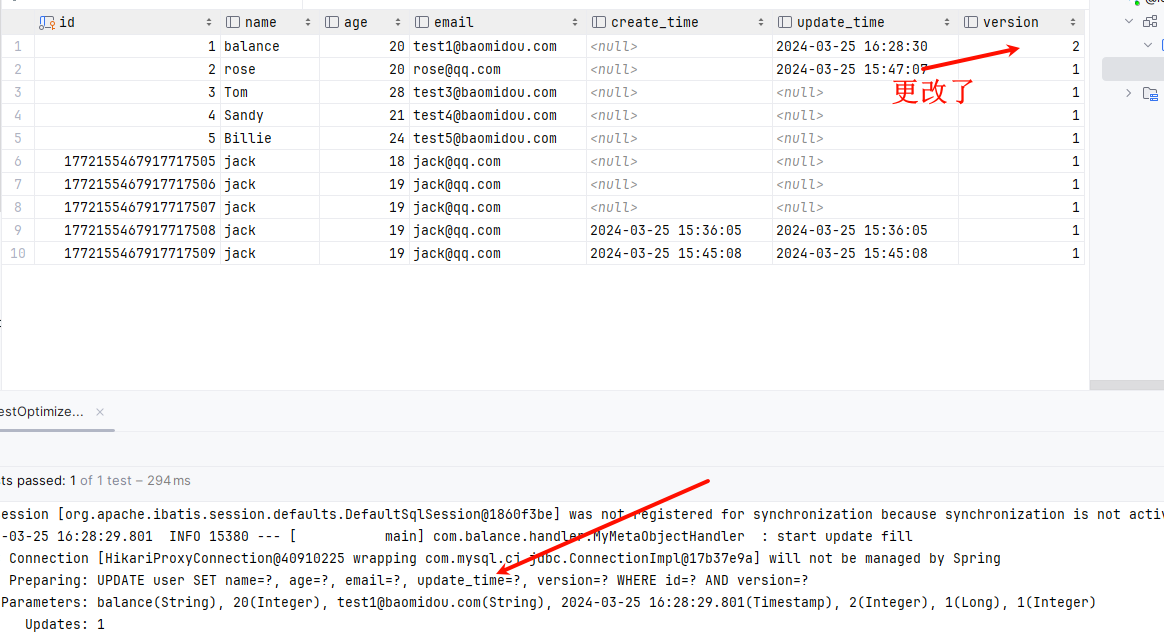 id name age email create_time update_time version
1 1 balance 20 test1@baomidou.com <null> 2024-03-25 16:28:30 2
2 2 rose 20 rose@qq.com <null> 2024-03-25 15:47:07 1
更改了
3 3 Tom 28 test3@baomidou.com <null> <null> 1
4 4 Sandy 21 test4@baomidou.com <null> <null> 1
5 5 Billie 24 test5@baomidou.com <null> <null> 1
6 1772155467917717505 jack 18 jack@qq.com <null> <null> 1
7 1772155467917717506 jack 19 jack@qq.com <null> <null> 1
8 1772155467917717507 jack 19 jack@qq.com <null> <null> 1
9 1772155467917717508 jack 19 jack@qq.com 2024-03-25 15:36:05 2024-03-25 15:36:05 1
10 1772155467917717509 jack 19 jack@qq.com 2024-03-25 15:45:08 2024-03-25 15:45:08 1
estOptimize... ×
ts passed: 1 of 1 test – 294 ms
ession [org.apache.ibatis.session.defaults.DefaultSqlSession@1860f3be] was not registered for synchronization because synchronization is not activ
-03-25 16:28:29.801  INFO 15380 --- [           main] com.balance.handler.MyMetaObjectHandler  : start update fill
Connection [HikariProxyConnection@40910225 wrapping com.mysql.cj.jdbc.ConnectionImpl@17b37e9a] will not be managed by Spring
Preparing: UPDATE user SET name=?, age=?, email=?, update_time=?, version=? WHERE id=? AND version=?
Parameters: balance(String), 20(Integer), test1@baomidou.com(String), 2024-03-25 16:28:29.801(Timestamp), 2(Integer), 1(Long), 1(Integer)
Updates: 1